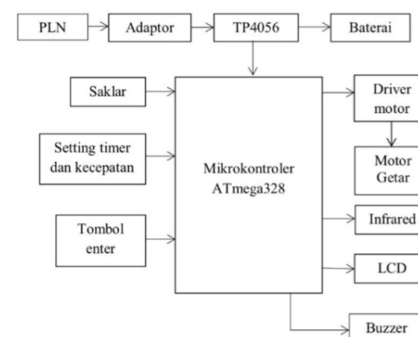 PLN
Adaptor
TP4056
Baterai
Saklar
Setting timer
dan kecepatan
Tombol
enter
Mikrokontroler
ATmega328
Driver
motor
Motor
Getar
Infrared
LCD
Buzzer